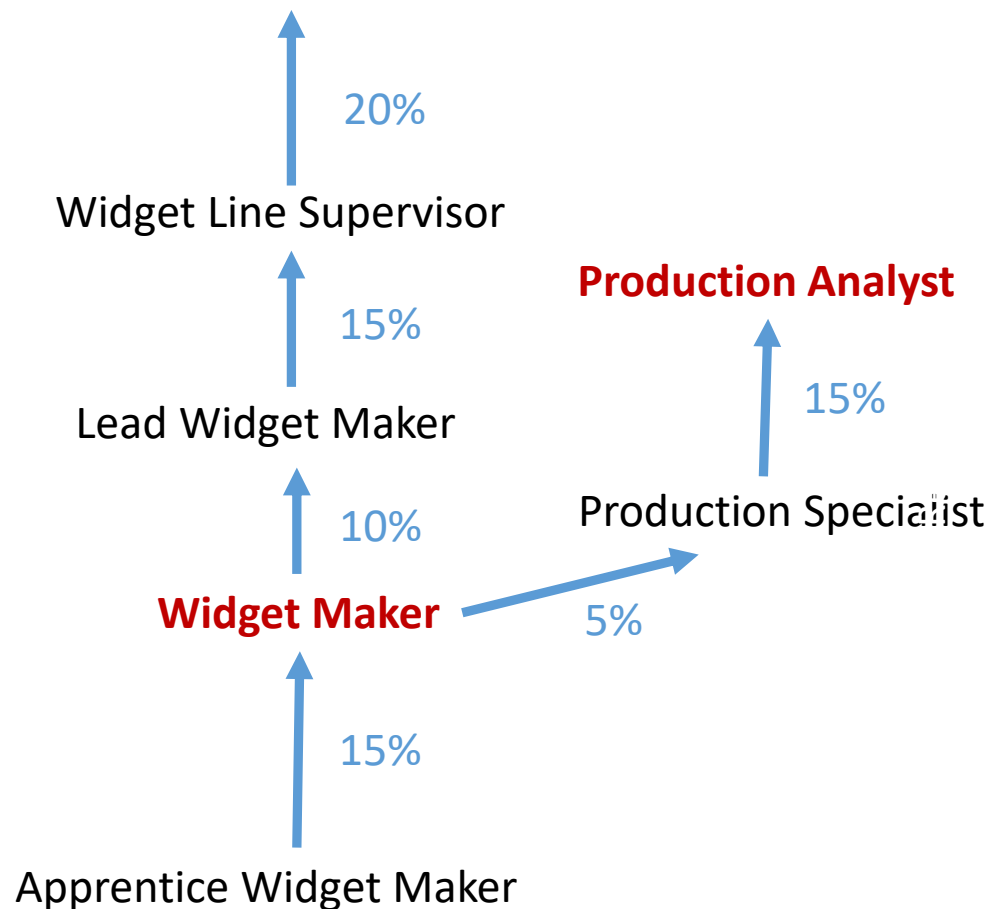 20%
Widget Line Supervisor
Production Analyst
15%
15%
Lead Widget Maker
10%
Production Specialist
Widget Maker
5%
15%
Apprentice Widget Maker